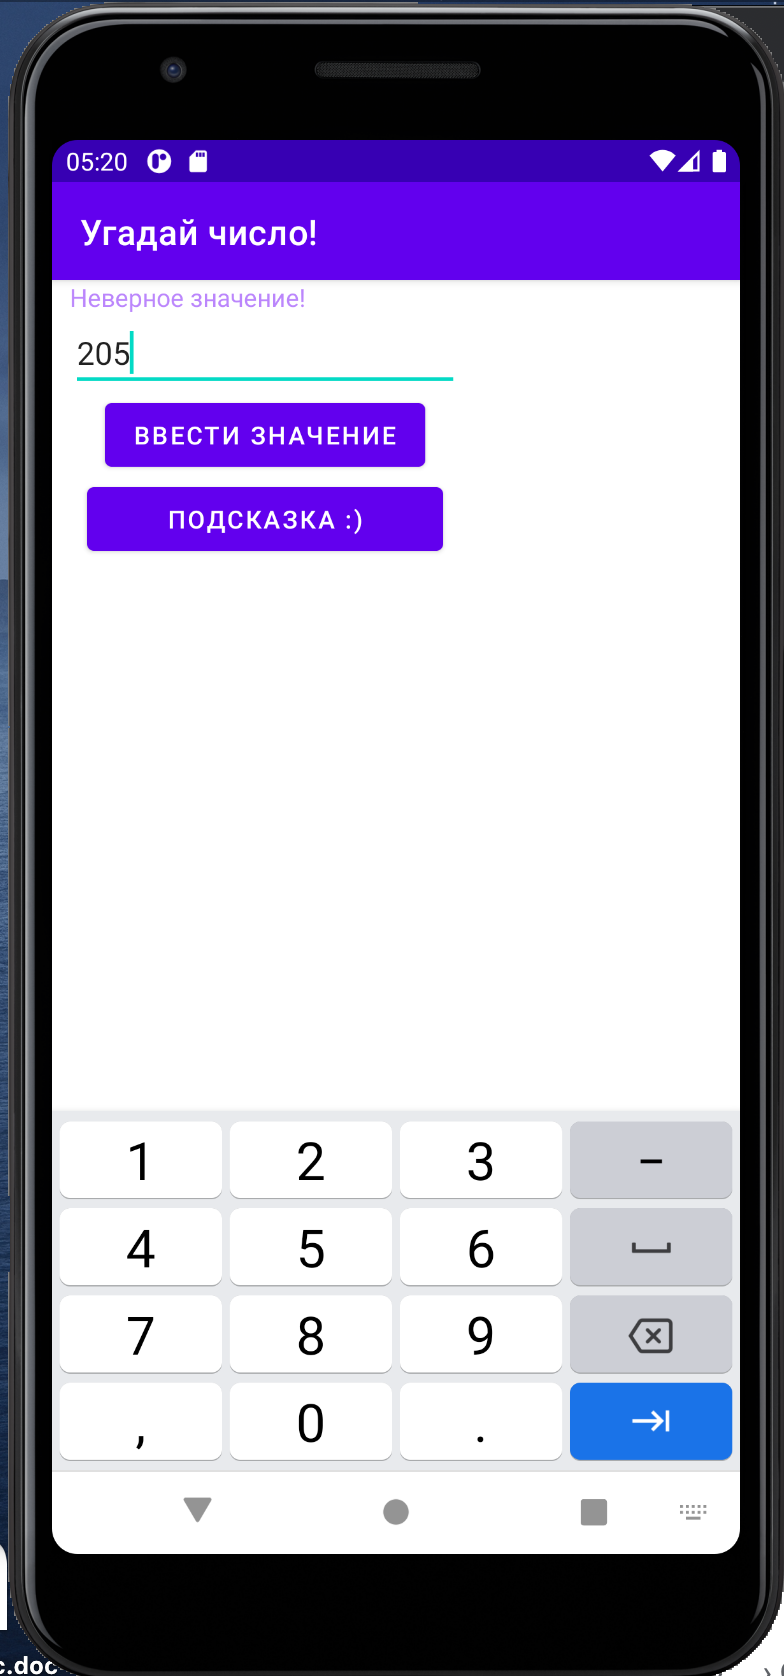 05:20
Угадай число!
Неверное значение!
205
ВВЕСТИ ЗНАЧЕНИЕ
ПОДСКАЗКА :)
1 2 3 –
4 5 6
7 8 9
, 0 .
c.doc